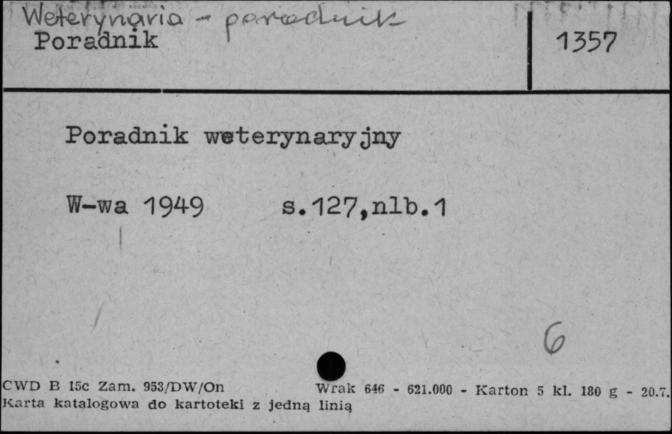 Weterynaria - poradnik
Poradnik 1357
Poradnik weterynaryjny
W-wa 1949 s.127,nlb.1
6
CWD B 15c Zam. 953/DW/On Wrak 646 - 621.000 - Karton 5 kl. 180 g - 20.7.
Karta katalogowa do kartoteki z jedną linią